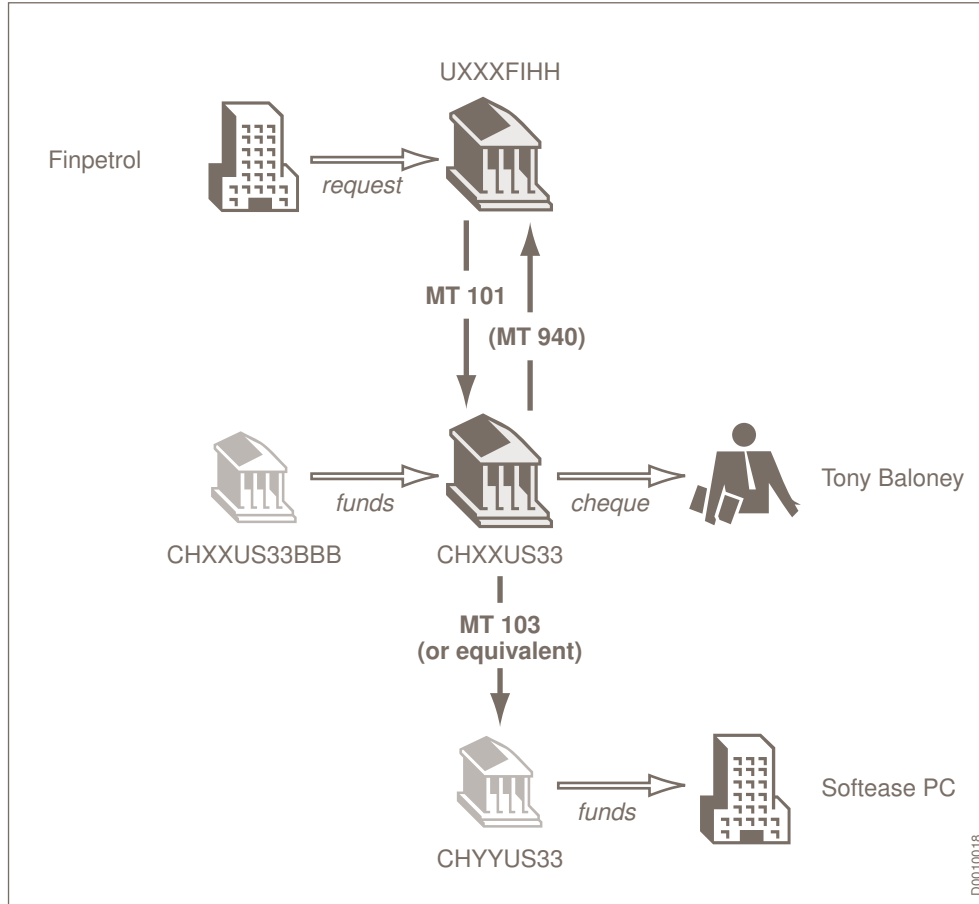 UXXXFIHH
Finpetrol
request
MT 101
(MT 940)
funds
cheque
Tony Baloney
CHXXUS33BBB
CHXXUS33
MT 103
(or equivalent)
funds
Softease PC
CHYYUS33
D0010018